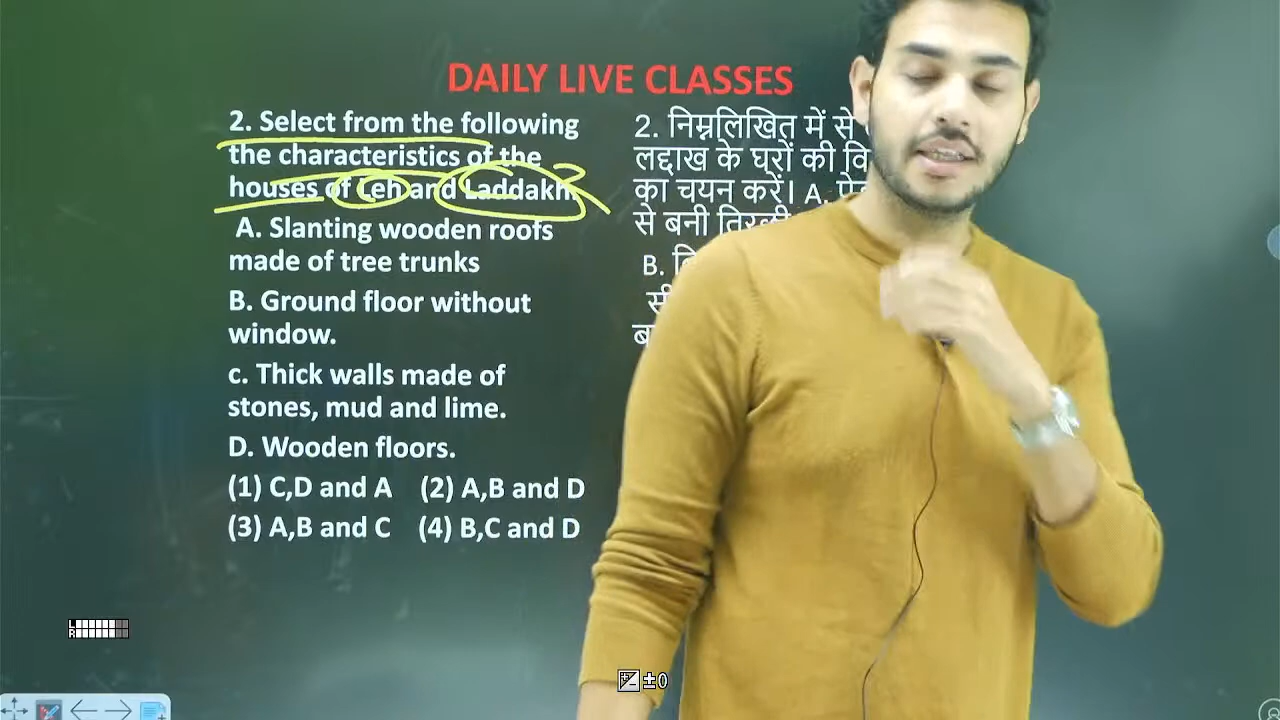 DAILY LIVE CLASSES
2. Select from the following
the characteristics of the
houses of Leh and Laddakh.
A. Slanting wooden roofs
made of tree trunks
B. Ground floor without
window.
c. Thick walls made of
stones, mud and lime.
D. Wooden floors.
(1) C,D and A (2) A,B and D
(3) A,B and C (4) B,C and D
2. निम्नलिखित में से
लद्दाख के घरों की
का चयन करें। A.
से बनी
B.
±0